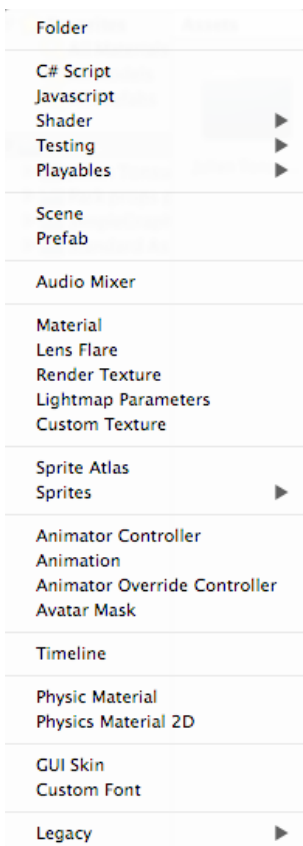 Folder
C# Script
Javascript
Shader
Testing
Playables
Scene
Prefab
Audio Mixer
Material
Lens Flare
Render Texture
Lightmap Parameters
Custom Texture
Sprite Atlas
Sprites
Animator Controller
Animation
Animator Override Controller
Avatar Mask
Timeline
Physic Material
Physics Material 2D
GUI Skin
Custom Font
Legacy